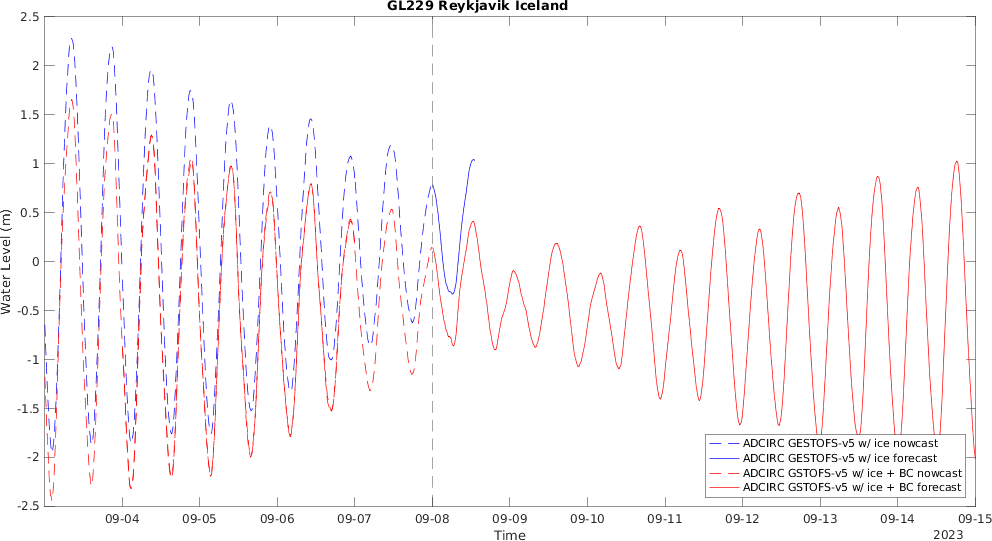 GL229 Reykjavik Iceland
2.5
2
1.5
1
0.5
0
-0.5
-1
-1.5
-2
-2.5
Water Level (m)
ADCIRC GESTOFS-v5 w/ ice nowcast
ADCIRC GESTOFS-v5 w/ ice forecast
ADCIRC GSTOFS-v5 w/ ice + BC nowcast
ADCIRC GSTOFS-v5 w/ ice + BC forecast
09-04 09-05 09-06 09-07 09-08 09-09 09-10 09-11 09-12 09-13 09-14 09-15
Time
2023